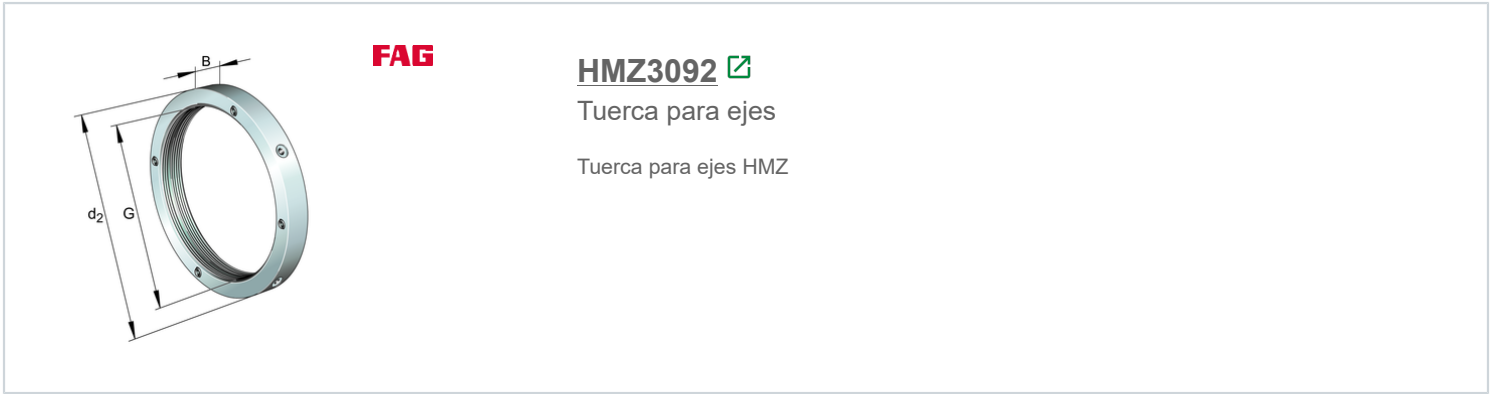 B
FAG
HMZ3092
Tuerca para ejes
Tuerca para ejes HMZ
d2
G